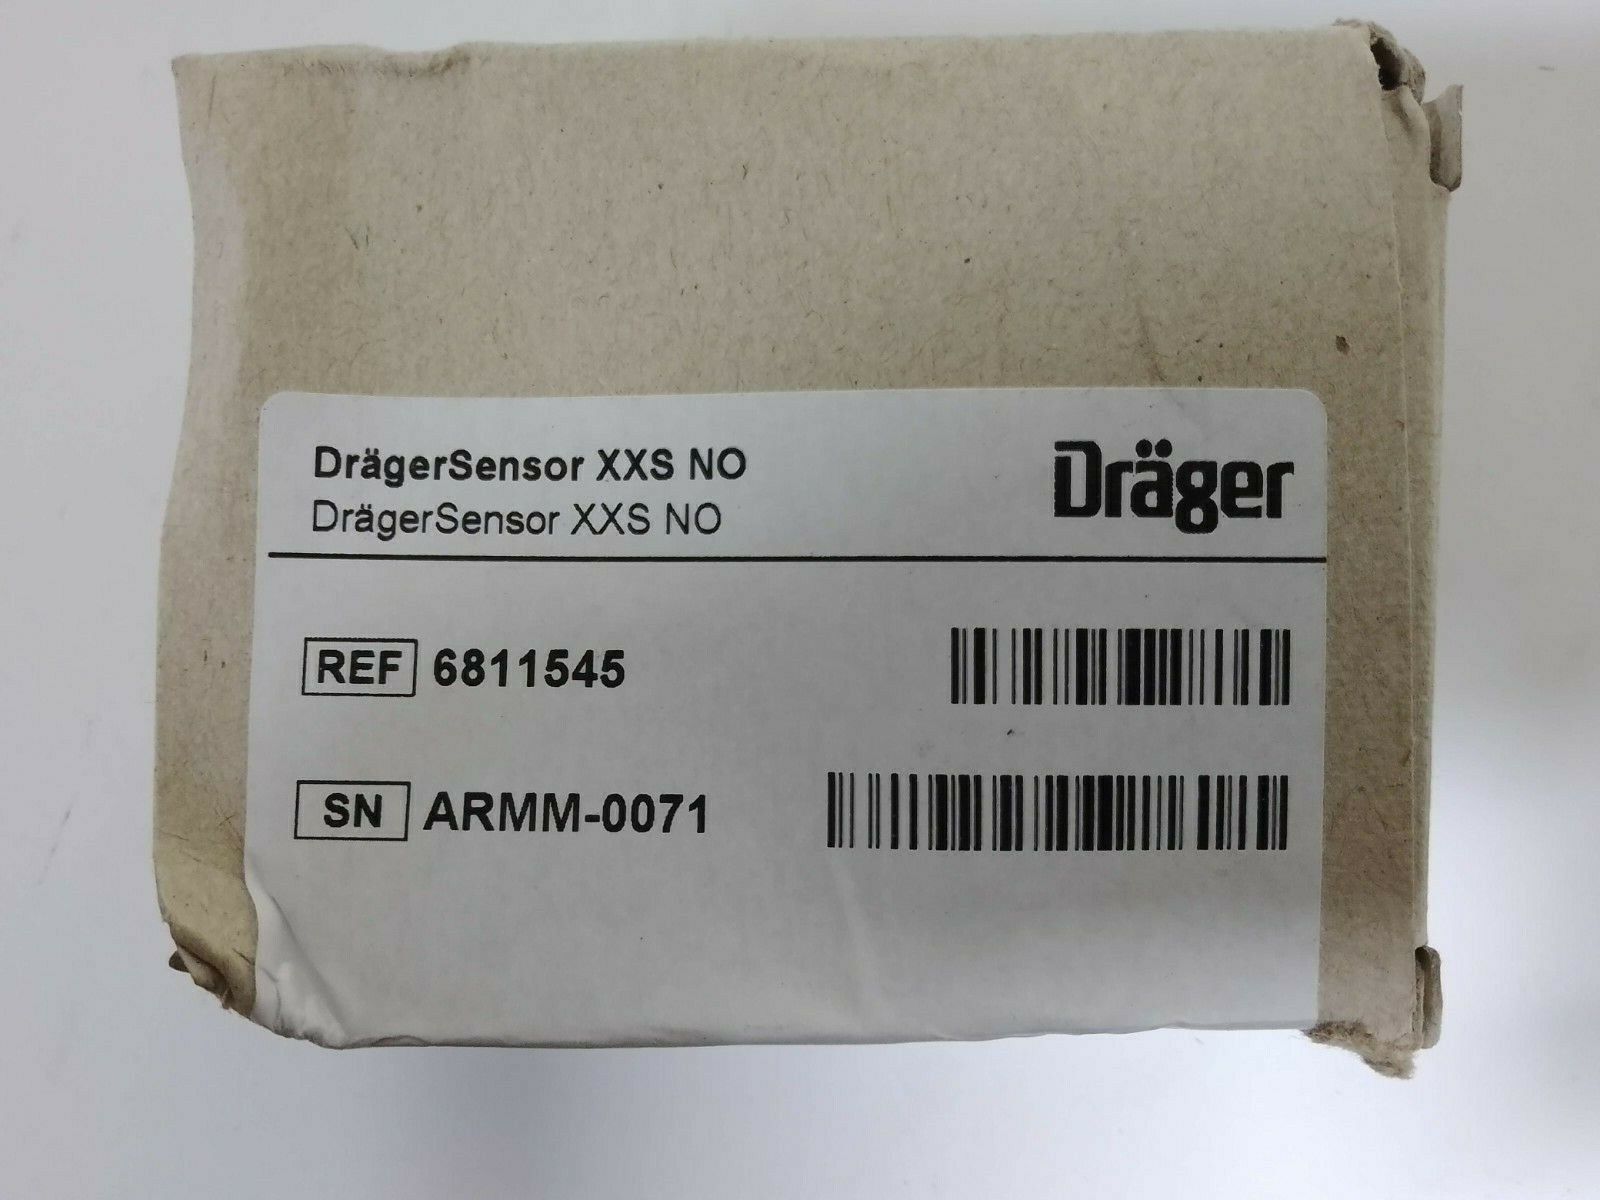 DrägerSensor XXS NO
DrägerSensor XXS NO
Dräger
REF 6811545
SN ARMM-0071